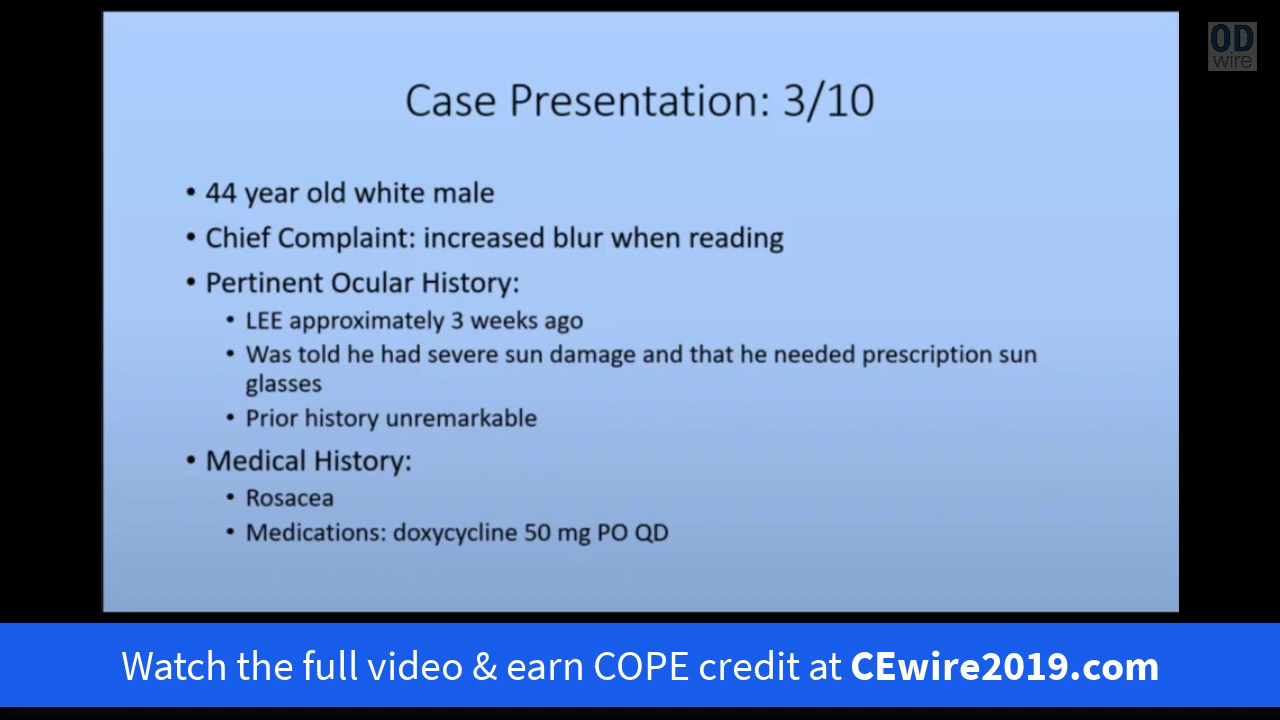 OD
wire
Case Presentation: 3/10
• 44 year old white male
• Chief Complaint: increased blur when reading
• Pertinent Ocular History:
• LEE approximately 3 weeks ago
• Was told he had severe sun damage and that he needed prescription sun
glasses
• Prior history unremarkable
• Medical History:
• Rosacea
• Medications: doxycycline 50 mg PO QD
Watch the full video & earn COPE credit at CEwire2019.com